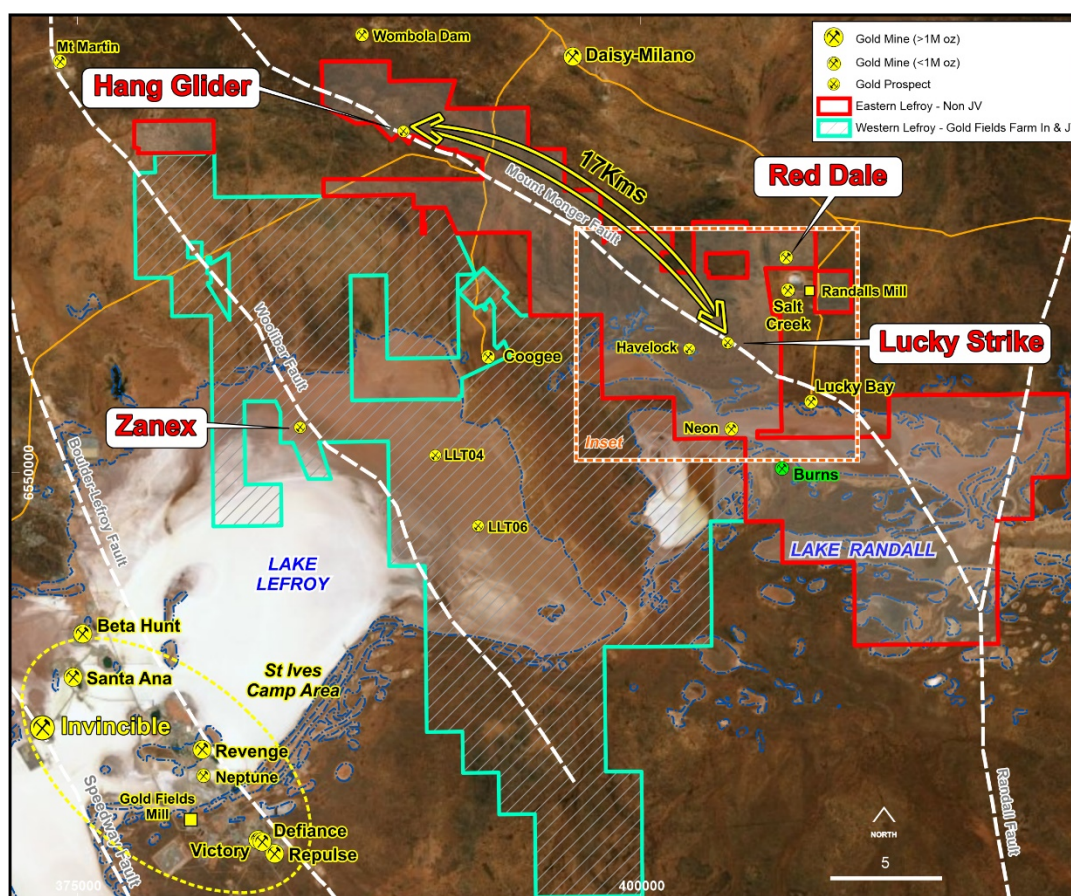 Mt Martin
Wombola Dam
Daisy-Milano
Gold Mine (>1M oz)
Gold Mine (<1M oz)
Gold Prospect
Eastern Lefroy - Non JV
Western Lefroy - Gold Fields Farm In & J
Hang Glider
17Kms
Mount Monger Fault
Red Dale
Randalls Mill
Salt
Creek
Havelock
Lucky Strike
Coogee
Woolibar Fault
Lucky Bay
Zanex
Neon
Inset
LLT04
Burns
6550000
Boulder-Lefroy Fault
LLT06
LAKE
LEFROY
LAKE RANDALL
Beta Hunt
Santa Ana
St Ives
Camp Area
Invincible
Revenge
Neptune
Gold Fields
Mill
Speedway Fault
Defiance
Victory
Repulse
Randall Fault
NORTH
5
375000
400000